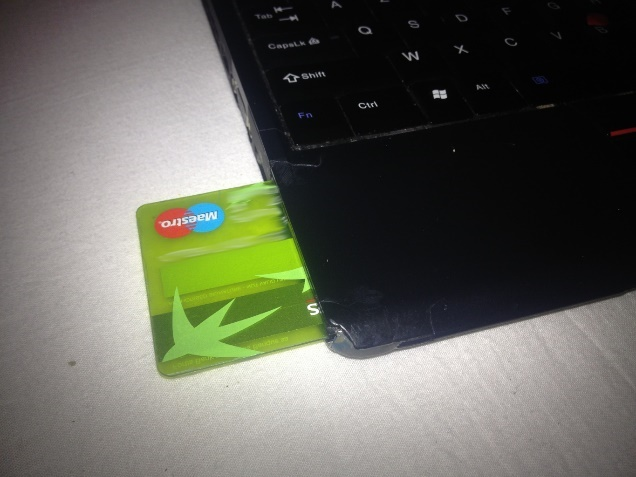 Tab A
CapsLk Q D F
Shift W X C V B
Fn Ctrl Alt
Maestro
S